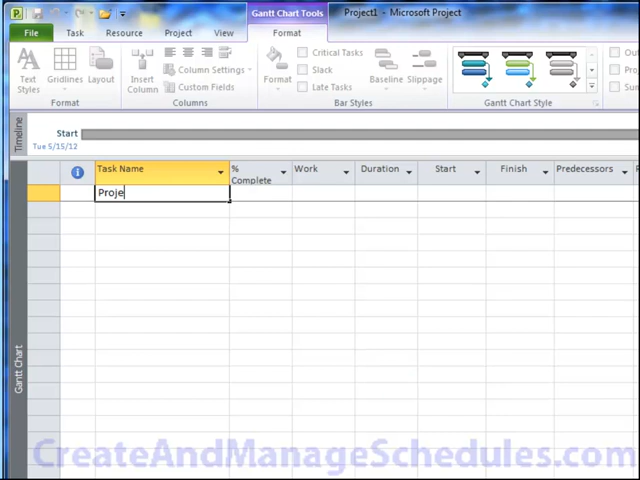 Gantt Chart Tools
Project1 - Microsoft Project
File
Task
Resource
Project
View
Format
Text Styles
Gridlines
Layout
Format
Insert Column
Column Settings
Custom Fields
Columns
Format
Critical Tasks
Slack
Late Tasks
Baseline
Slippage
Bar Styles
Gantt Chart Style
Timeline
Start
Tue 5/15/12
Task Name
% Complete
Work
Duration
Start
Finish
Predecessors
Proje
Gantt Chart
CreateAndManageSchedules.com